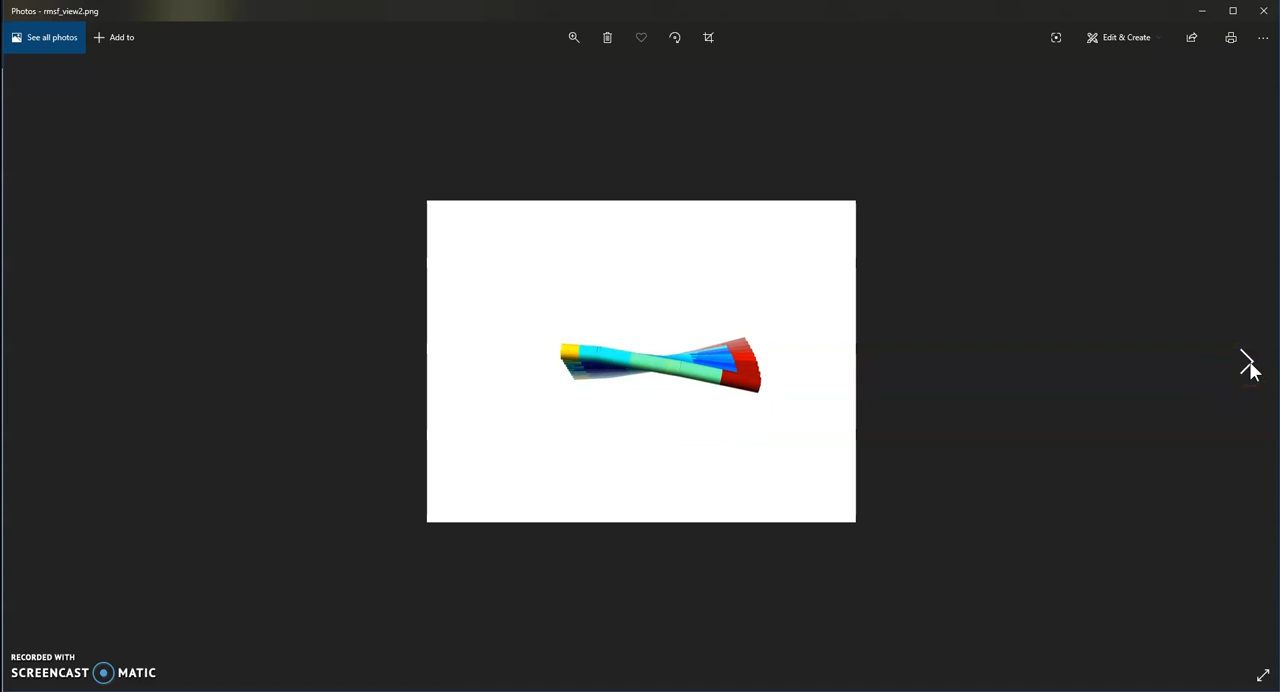 Photos - rmsf_view2.png
See all photos
Add to
Edit & Create
RECORDED WITH
SCREENCAST MATIC